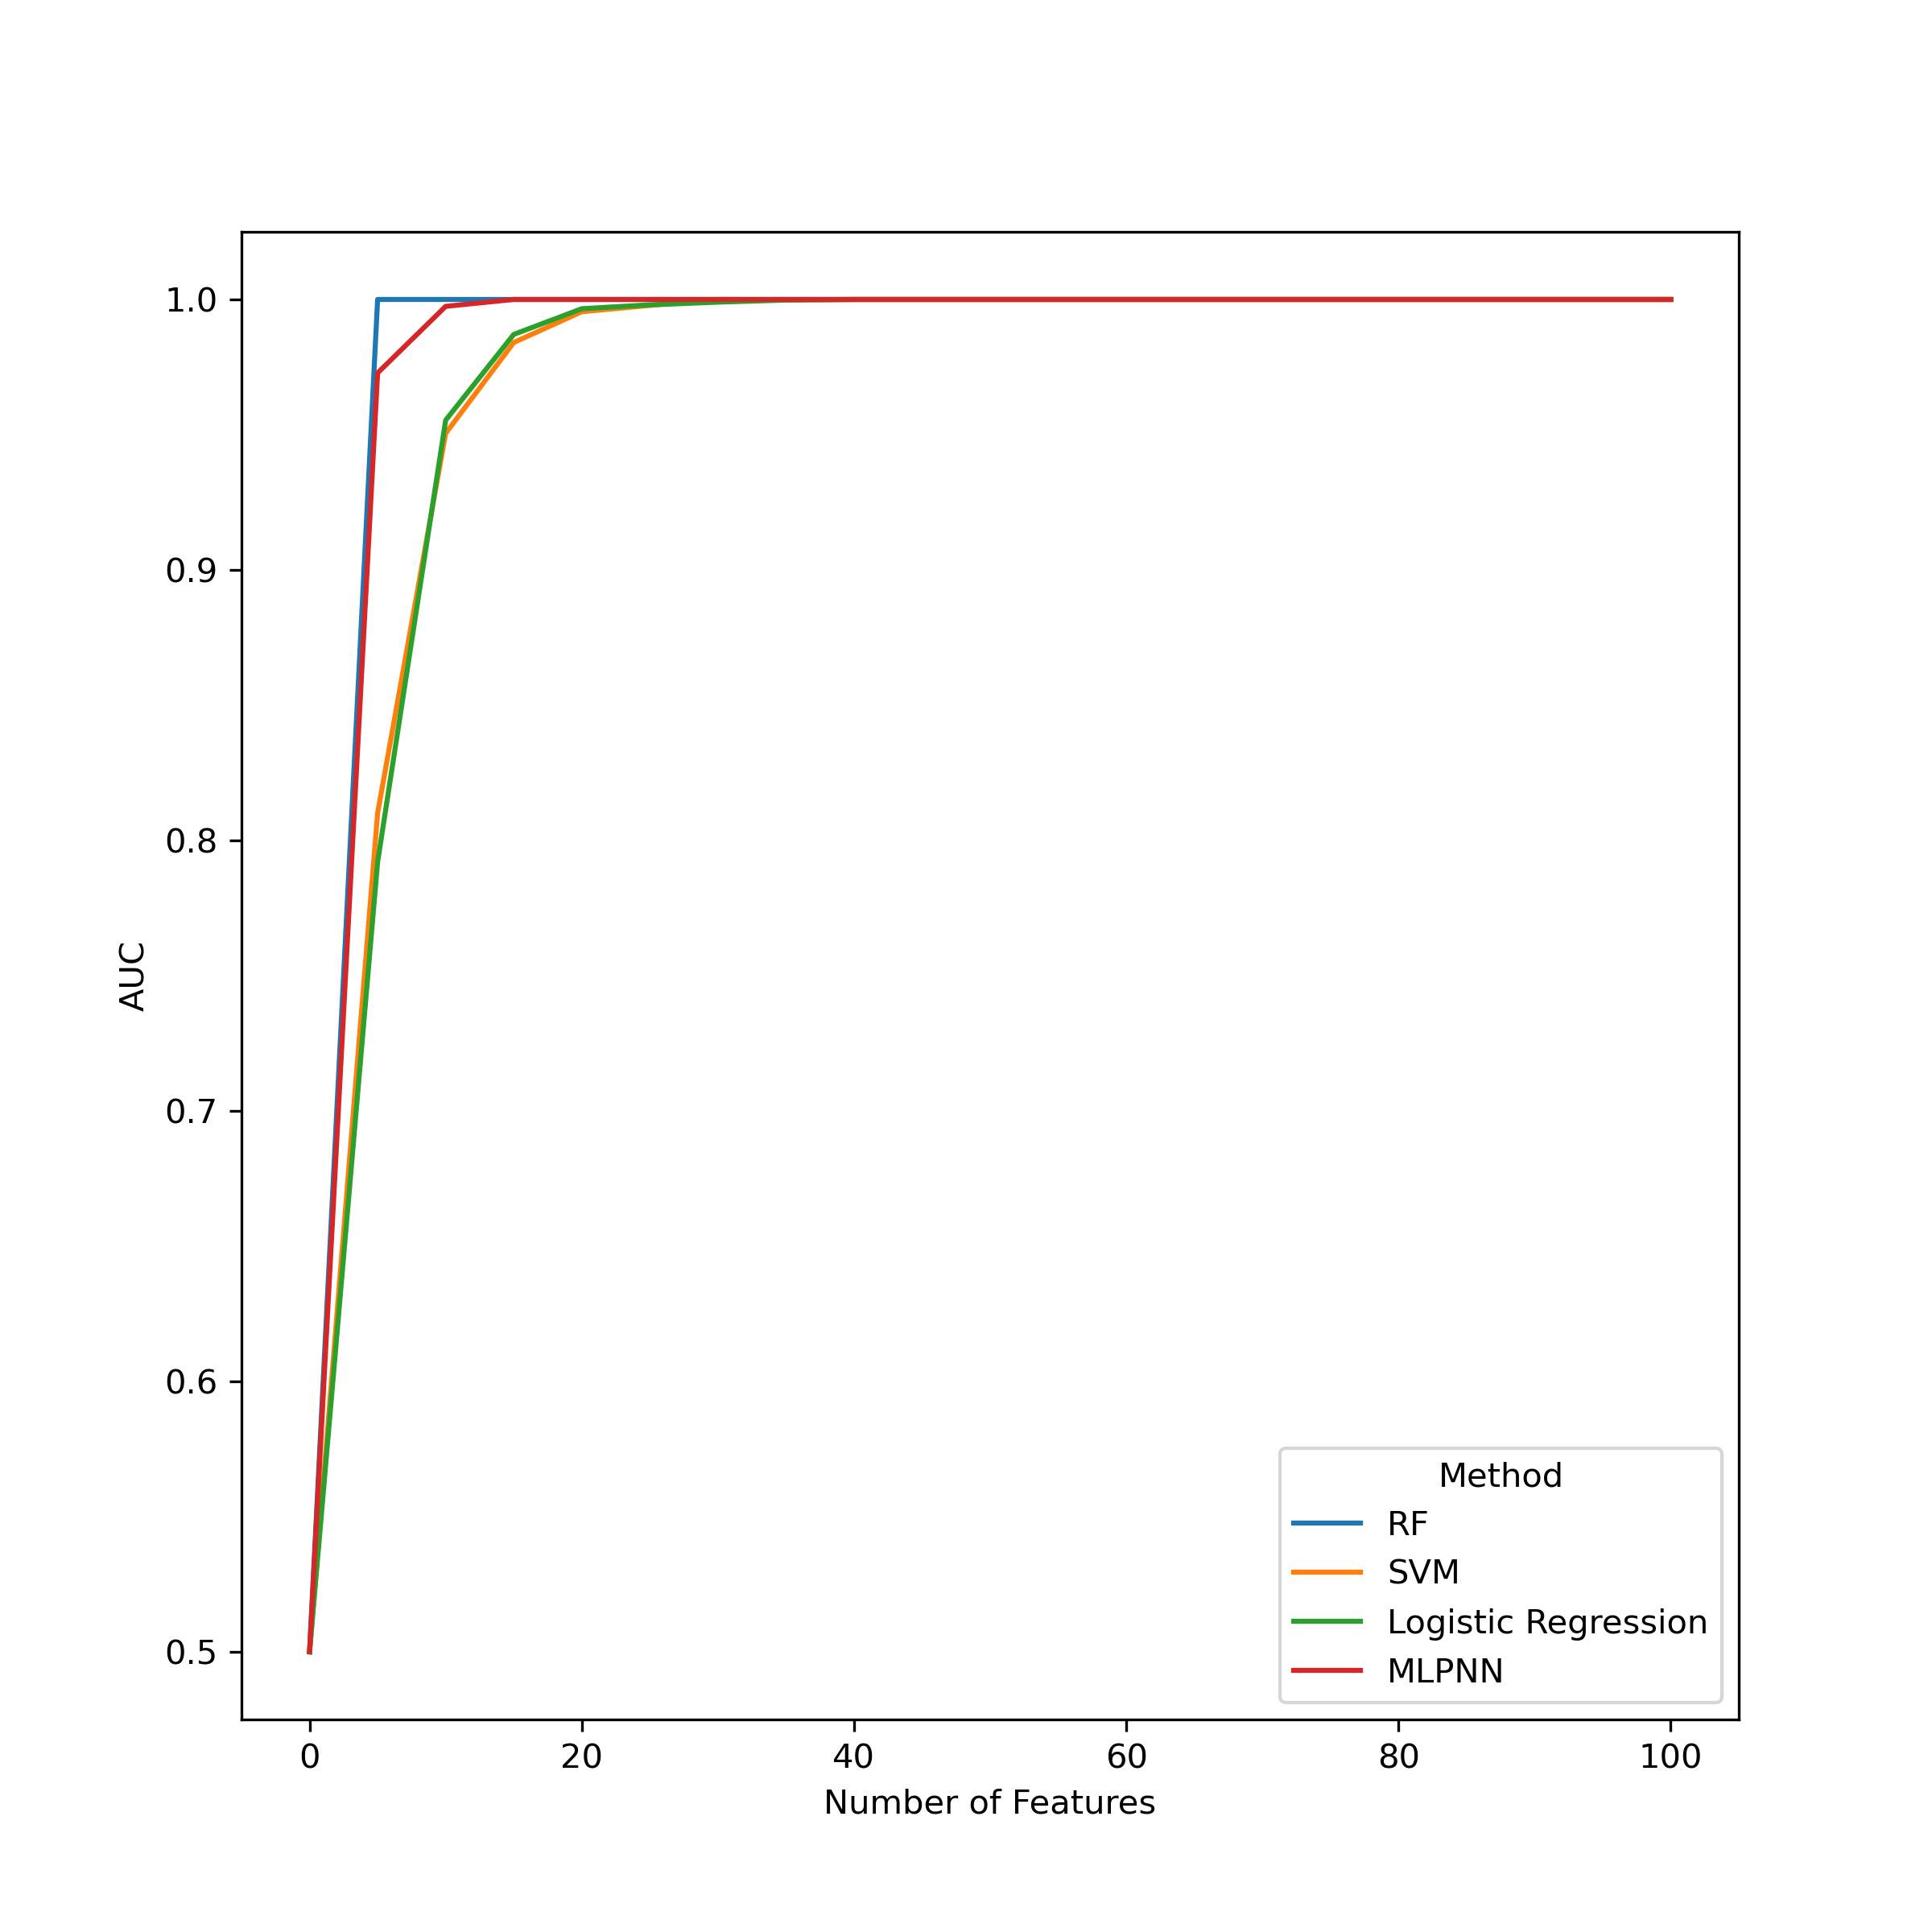 1.0
0.9
0.8
0.7
0.6
0.5
AUC
0 20 40 60 80 100
Number of Features
Method
RF
SVM
Logistic Regression
MLPNN